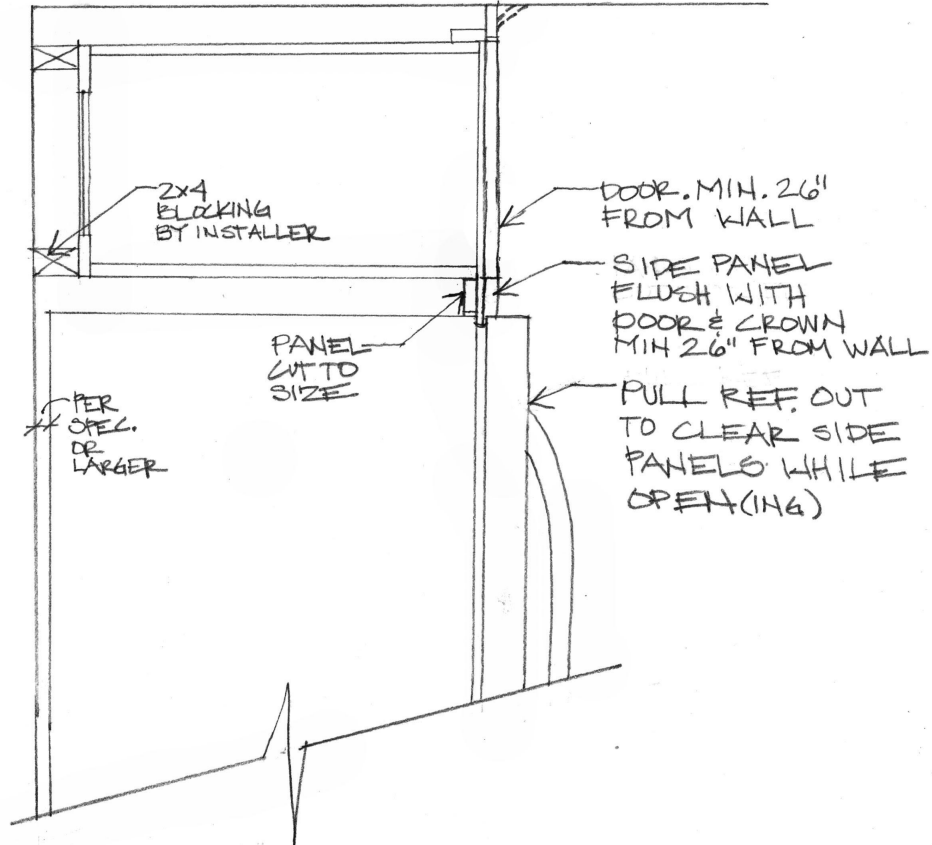 2x4
BLOCKING
BY INSTALLER
DOOR. MIN. 26"
FROM WALL
SIDE PANEL
FLUSH WITH
DOOR & CROWN
MIN 26" FROM WALL
PANEL
CUT TO
SIZE
PER
SPEC.
OR
LARGER
PULL REF. OUT
TO CLEAR SIDE
PANELS WHILE
OPEN(ING)